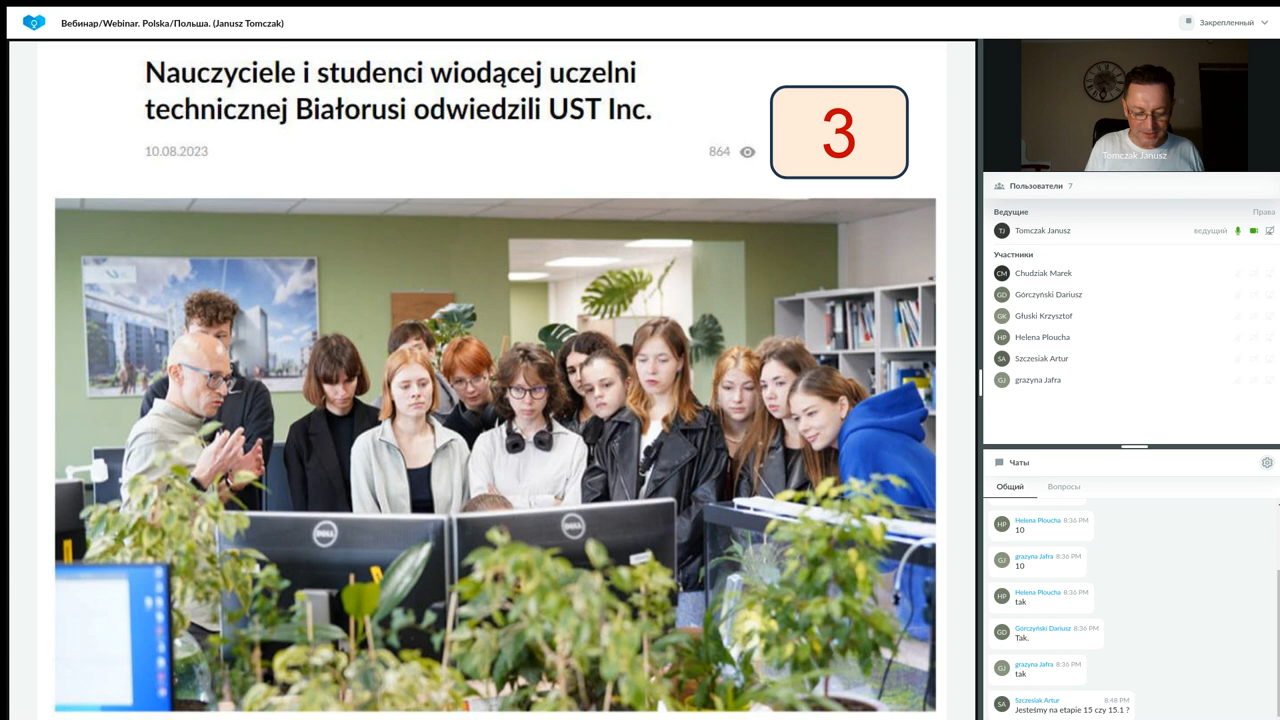 Вебинар/Webinar. Polska/Польша. (Janusz Tomczak)
Закрепленный
Nauczyciele i studenci wiodącej uczelni
technicznej Białorusi odwiedzili UST Inc.
10.08.2023
864
3
DELL
DELL
Tomczak Janusz
Пользователи 7
Ведущие
Права
TJ Tomczak Janusz
ведущий
Участники
CM Chudziak Marek
GD Górczyński Dariusz
GK Głuski Krzysztof
HP Helena Płoucha
SA Szczesiak Artur
GJ grazyna Jafra
Чаты
Общий
Вопросы
HP Helena Płoucha 8:36 PM
10
GJ grazyna Jafra 8:36 PM
10
HP Helena Płoucha 8:36 PM
tak
GD Górczyński Dariusz 8:36 PM
Tak.
GJ grazyna Jafra 8:36 PM
tak
SA Szczesiak Artur 8:48 PM
Jesteśmy na etapie 15 czy 15.1 ?